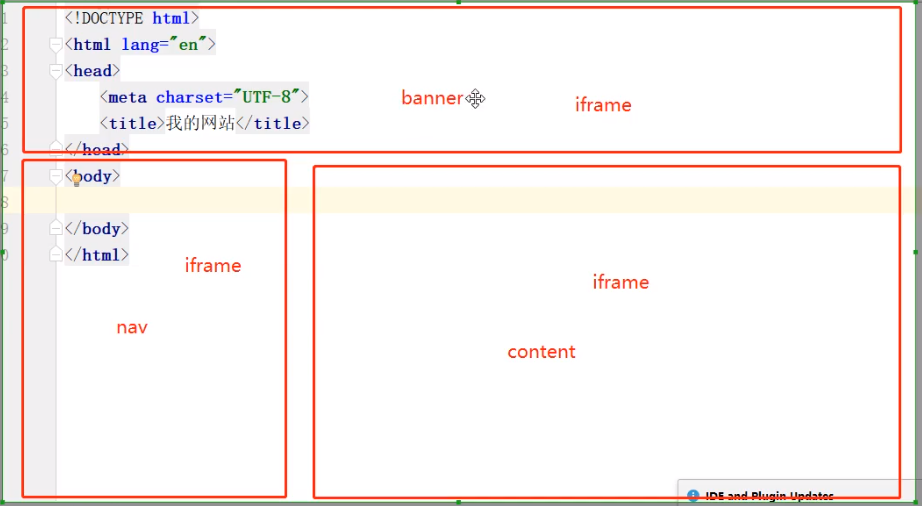 1 <!DOCTYPE html>
2 <html lang="en">
3 <head>
4 <meta charset="UTF-8">
banner
iframe
5 <title>我的网站</title>
6 </head>
7 <body>
8
9 </body>
0 </html>
iframe
iframe
nav
content
IDE and Plugin Updates